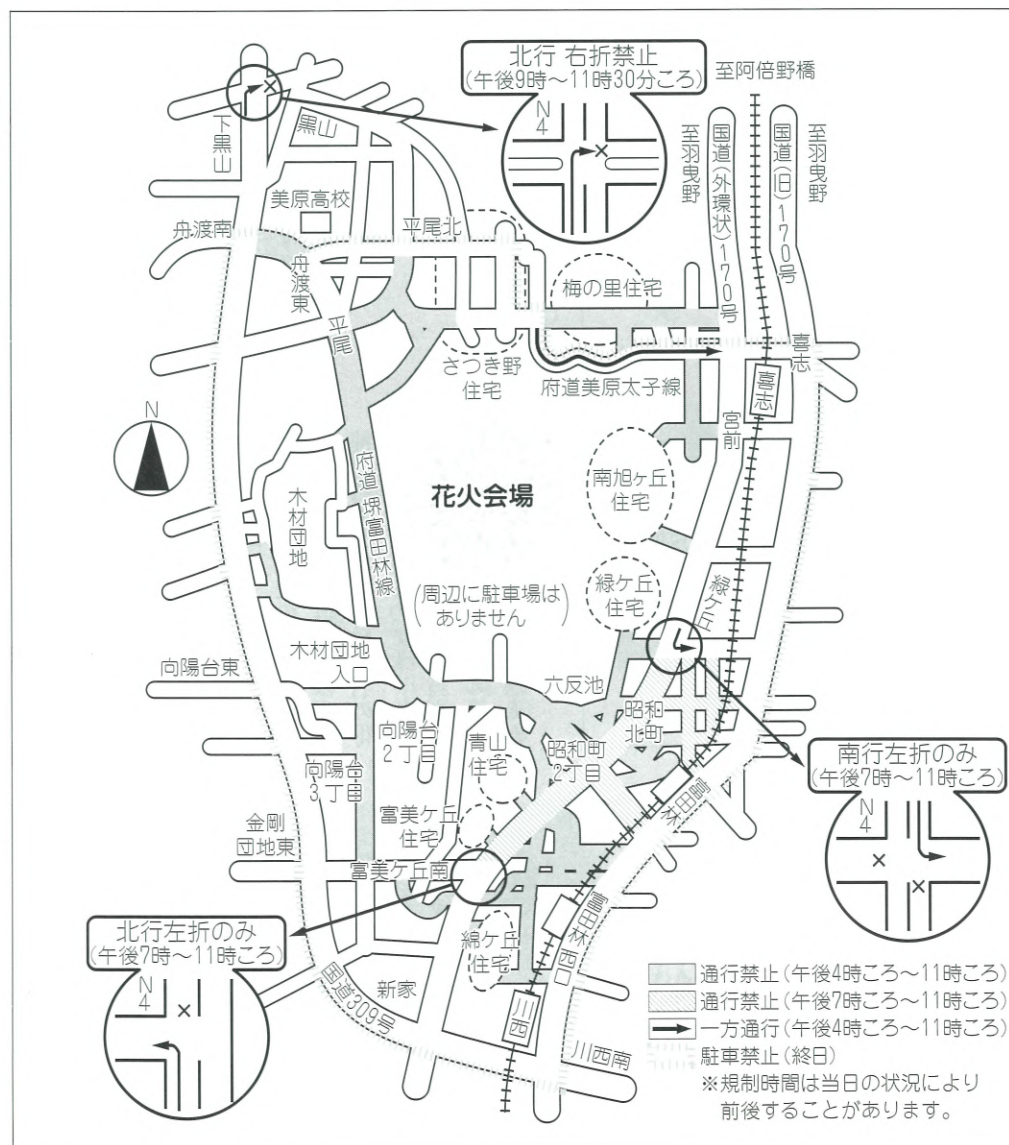 北行 右折禁止
(午後9時～11時30分ころ)
N
4
至阿倍野橋
下黒山
黒山
至羽曳野
国道(外環状)170号
国道(旧)170号
至羽曳野
美原高校
舟渡南
平尾北
舟渡東
梅の里住宅
平尾
さつき野
住宅
府道美原太子線
喜志
喜志
宮前
N
府道 堺富田林線
花火会場
南旭ヶ丘
住宅
木材団地
(周辺に駐車場は
ありません)
緑ケ丘
住宅
緑ケ丘
木材団地
入口
向陽台東
六反池
昭和
北町
向陽台
2丁目
青山
住宅
昭和町
2丁目
向陽台
3丁目
富美ケ丘
住宅
富田林
金剛
団地東
富美ケ丘南
南行左折のみ
(午後7時～11時ころ)
N
4
北行左折のみ
(午後7時～11時ころ)
N
4
綿ケ丘
住宅
富田林西口
国道309号
新家
川西
川西南
通行禁止(午後4時ころ～11時ころ)
通行禁止(午後7時～11時ころ)
一方通行(午後4時ころ～11時ころ)
駐車禁止(終日)
※規制時間は当日の状況により
前後することがあります。